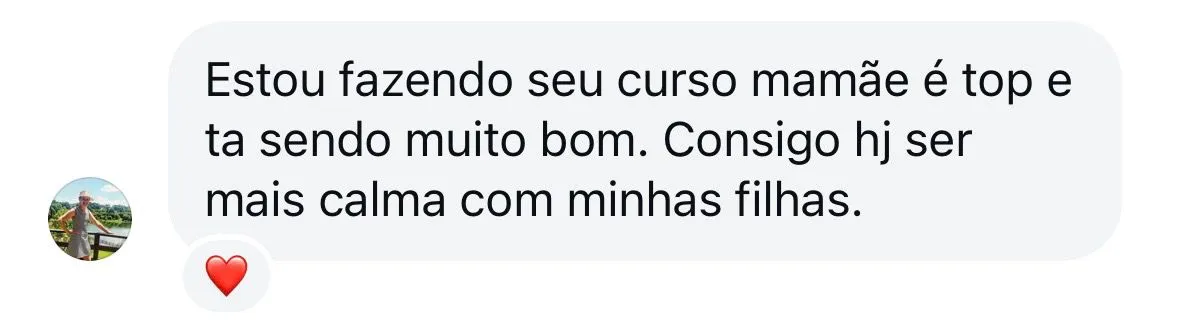 Estou fazendo seu curso mamãe é top e
ta sendo muito bom. Consigo hj ser
mais calma com minhas filhas.